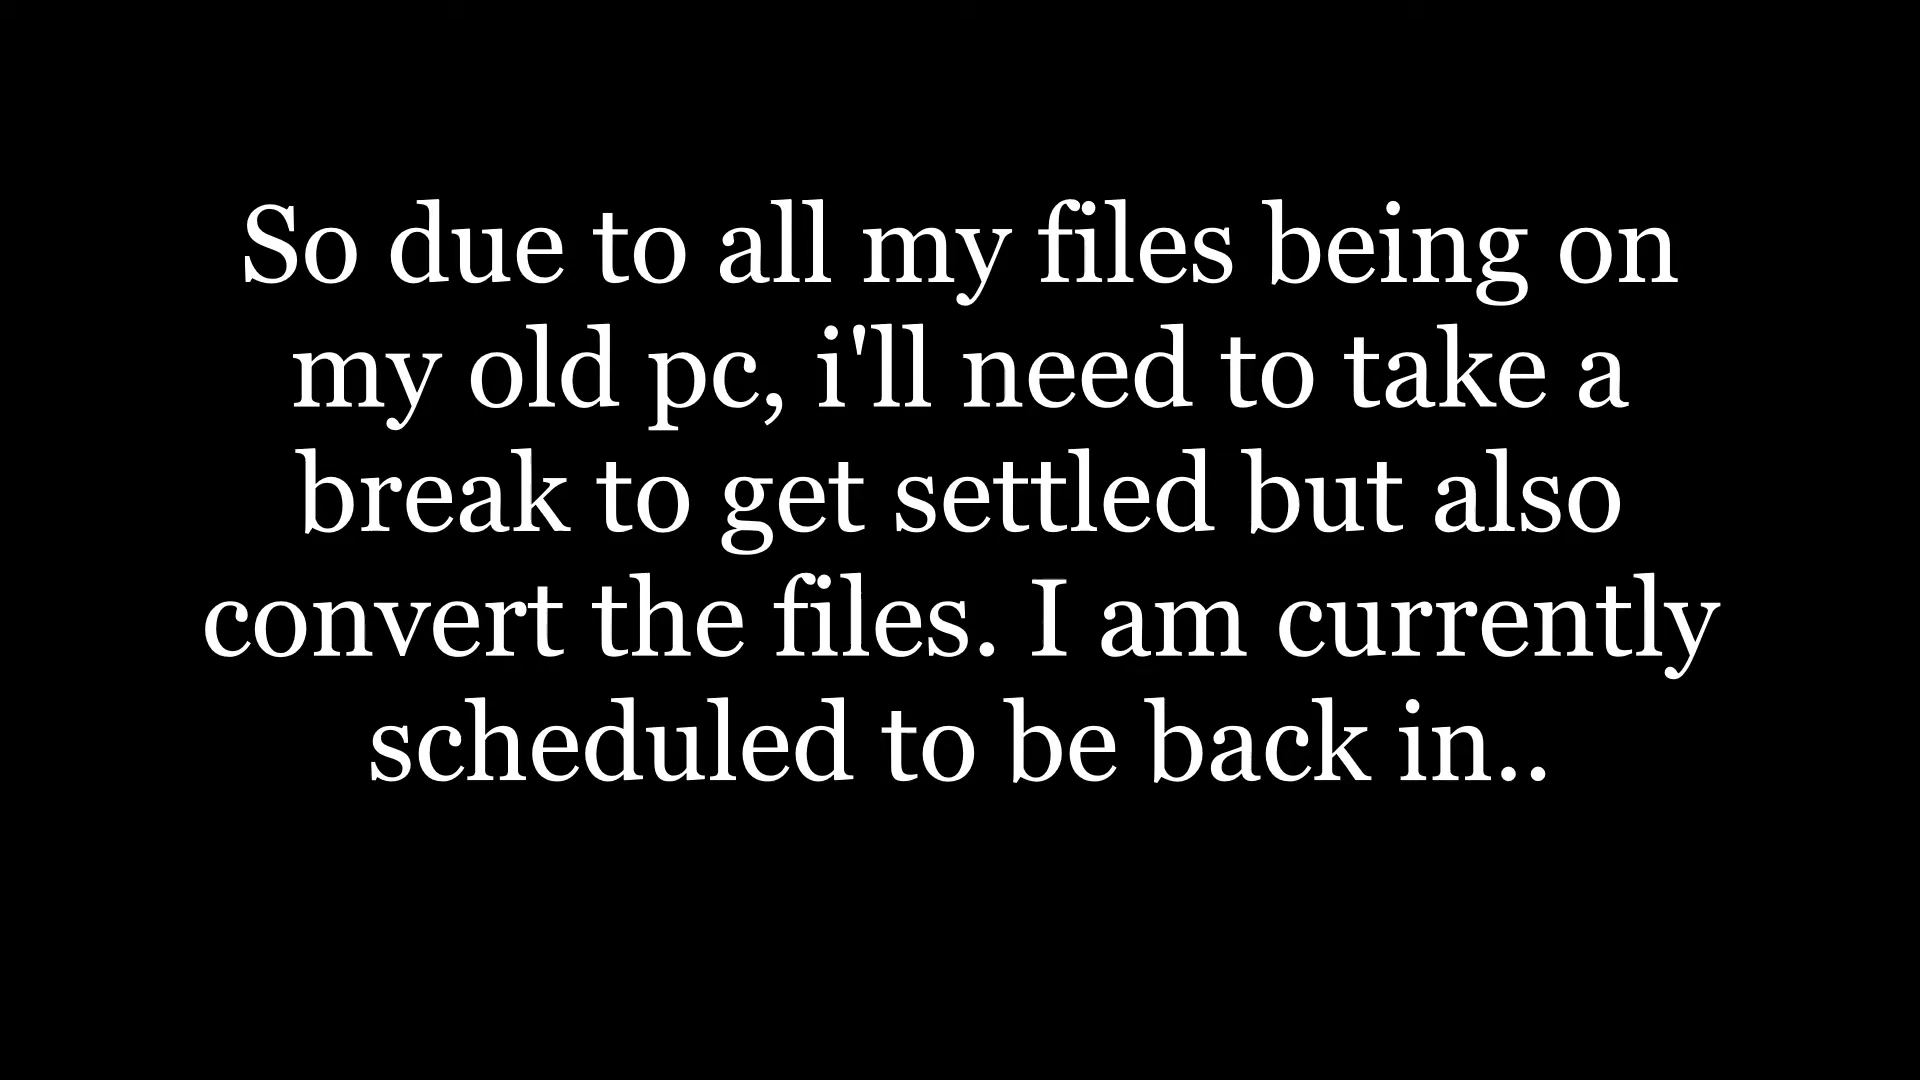 So due to all my files being on
my old pc, i'll need to take a
break to get settled but also
convert the files. I am currently
scheduled to be back in..